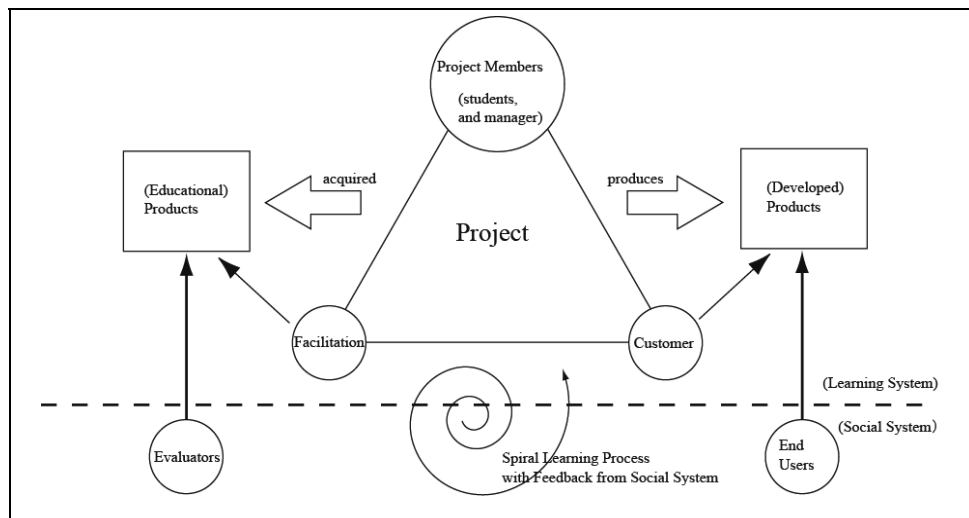 Project Members
(students,
and manager)
(Educational)
Products
acquired
produces
(Developed)
Products
Project
Facilitation
Customer
(Learning System)
(Social System)
Evaluators
Spiral Learning Process
with Feedback from Social System
End
Users